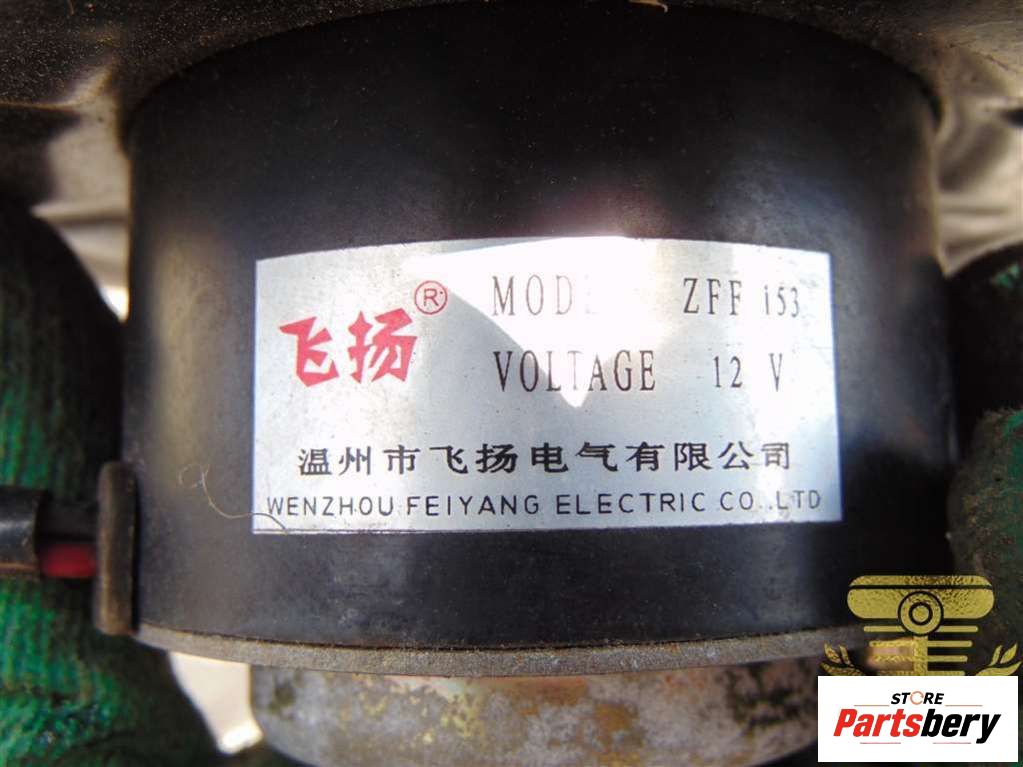 飞扬®
MODE ZFF 153
VOLTAGE 12 V
温州市飞扬电气有限公司
WENZHOU FEIYANG ELECTRIC CO.,LTD
STORE
Partsbery